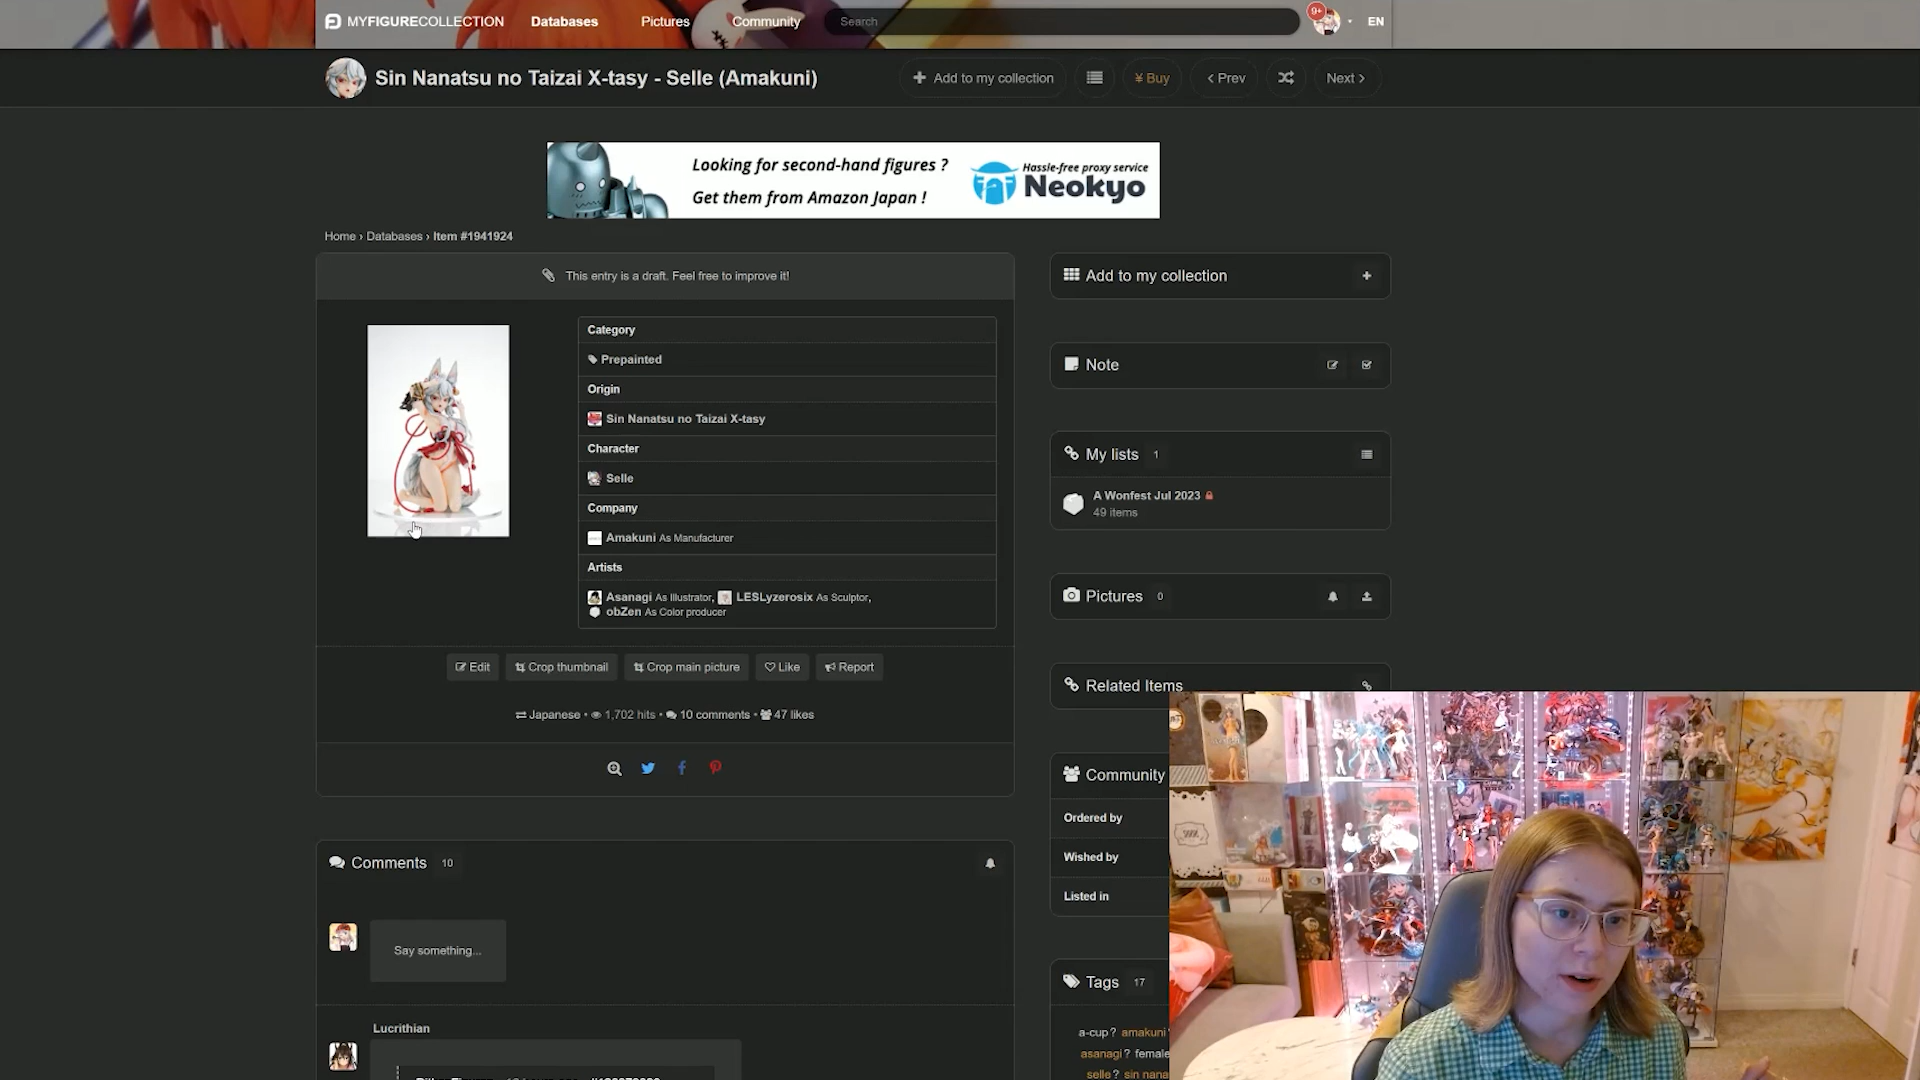 MYFIGURECOLLECTION Databases Pictures Community Search 9+ EN
Sin Nanatsu no Taizai X-tasy - Selle (Amakuni) Add to my collection ¥ Buy ‹ Prev Next ›
Looking for second-hand figures ?
Get them from Amazon Japan !
Hassle-free proxy service
Neokyo
Home › Databases › Item #1941924
This entry is a draft. Feel free to improve it!
Category
Prepainted
Origin
Sin Nanatsu no Taizai X-tasy
Character
Selle
Company
Amakuni As Manufacturer
Artists
Asanagi As Illustrator, LESLyzerosix As Sculptor,
obZen As Color producer
Edit Crop thumbnail Crop main picture Like Report
Japanese • 1,702 hits • 10 comments • 47 likes
Comments 10
Say something...
Lucrithian
Add to my collection +
Note
My lists 1
A Wonfest Jul 2023
49 items
Pictures 0
Related Items
Community
Ordered by
Wished by
Listed in
Tags 17
a-cup? amakuni?
asanagi? female
selle? sin nana